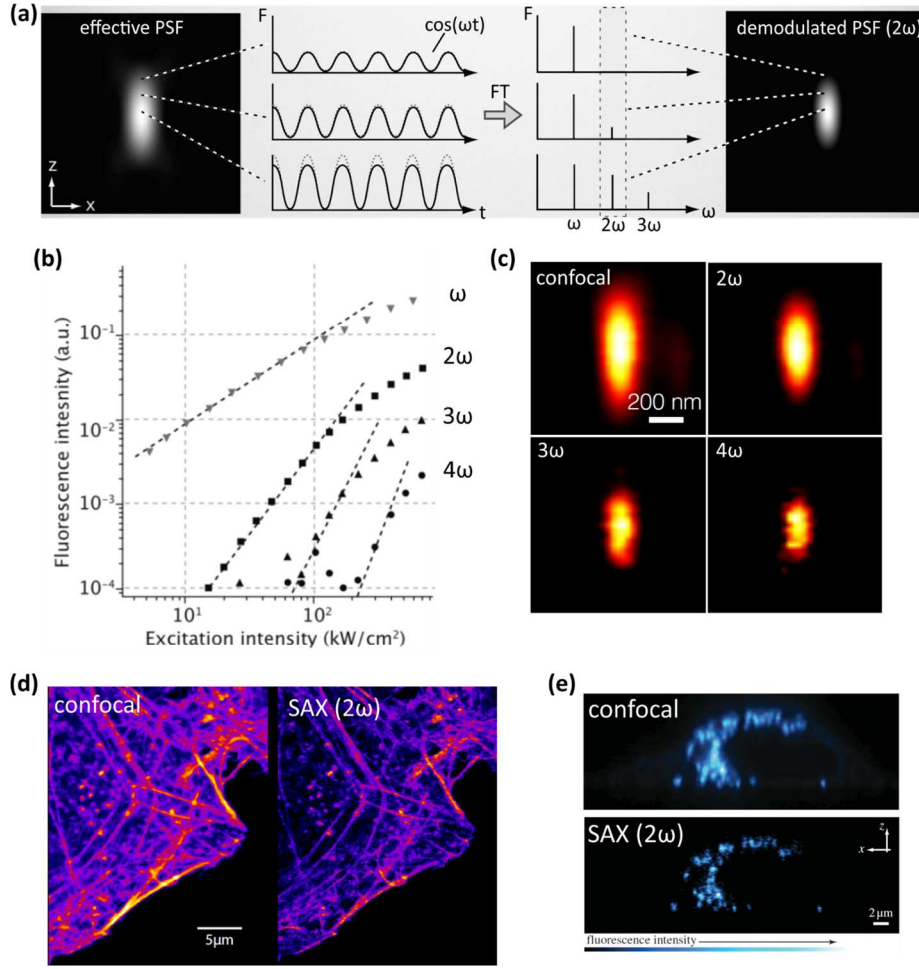 (a)
effective PSF
F
cos(ωt)
F
demodulated PSF (2ω)
FT
z
x
t
ω
2ω
3ω
ω
(b)
Fluorescence intesnity (a.u.)
10⁻¹
10⁻²
10⁻³
10⁻⁴
ω
2ω
3ω
4ω
10¹
10²
Excitation intensity (kW/cm²)
(c)
confocal
2ω
200 nm
3ω
4ω
(d)
confocal
SAX (2ω)
5μm
(e)
confocal
SAX (2ω)
z
x
2 μm
fluorescence intensity